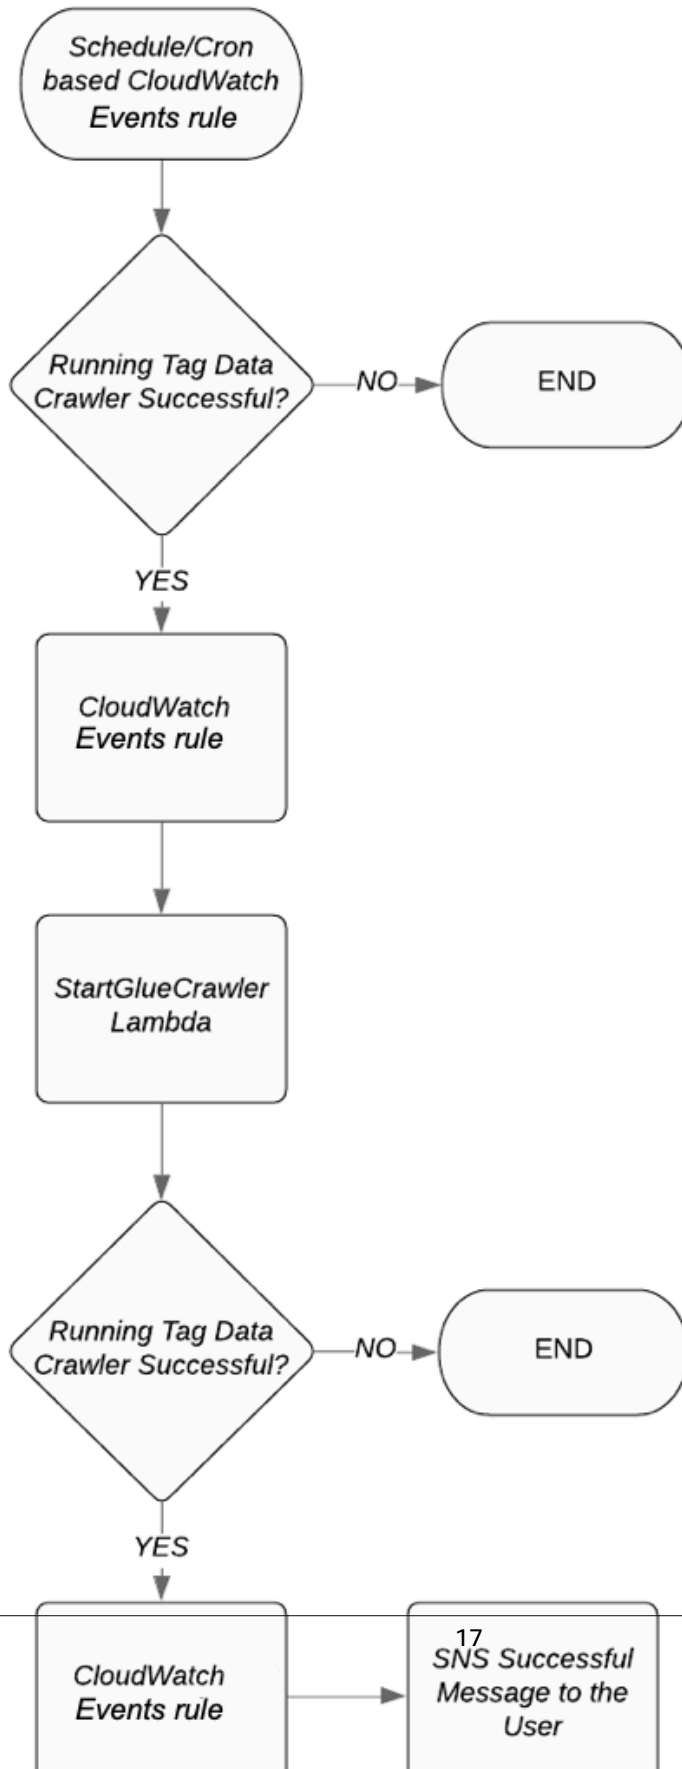 Schedule/Cron
based CloudWatch
Events rule
Running Tag Data
Crawler Successful?
NO
END
YES
CloudWatch
Events rule
StartGlueCrawler
Lambda
Running Tag Data
Crawler Successful?
NO
END
YES
CloudWatch
Events rule
17
SNS Successful
Message to the
User